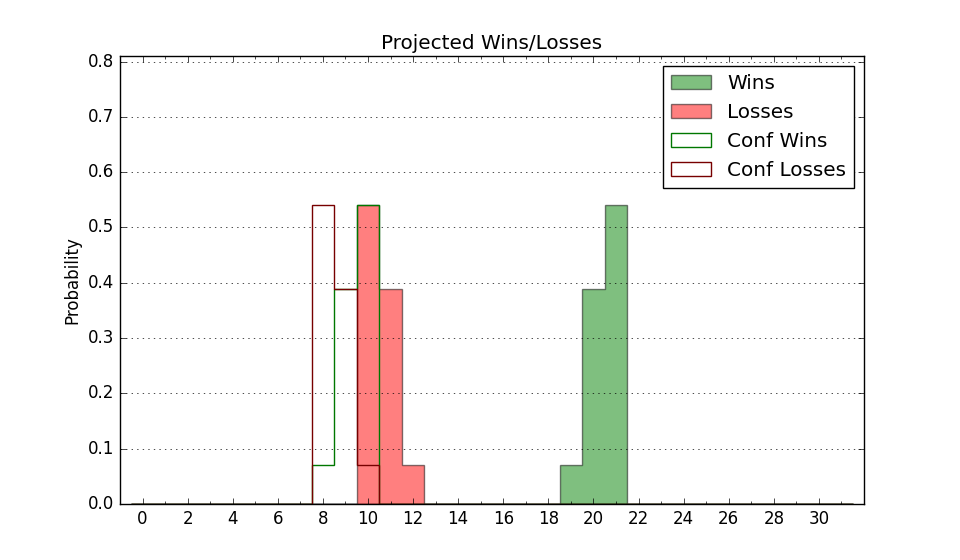 Projected Wins/Losses
0.8
0.7
0.6
0.5
0.4
0.3
0.2
0.1
0.0
Probability
Wins
Losses
Conf Wins
Conf Losses
0 2 4 6 8 10 12 14 16 18 20 22 24 26 28 30